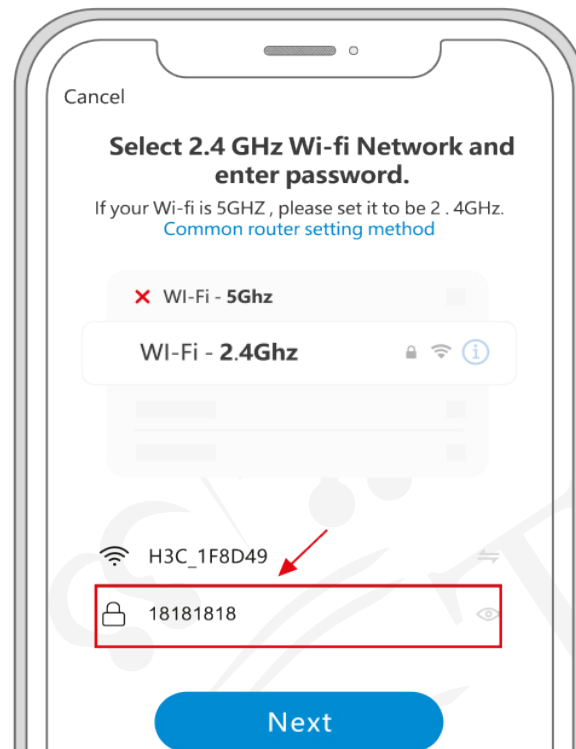 Cancel
Select 2.4 GHz Wi-fi Network and
enter password.
If your Wi-fi is 5GHZ , please set it to be 2 . 4GHz.
Common router setting method
WI-Fi - 5Ghz
WI-Fi - 2.4Ghz
H3C_1F8D49
18181818
Next